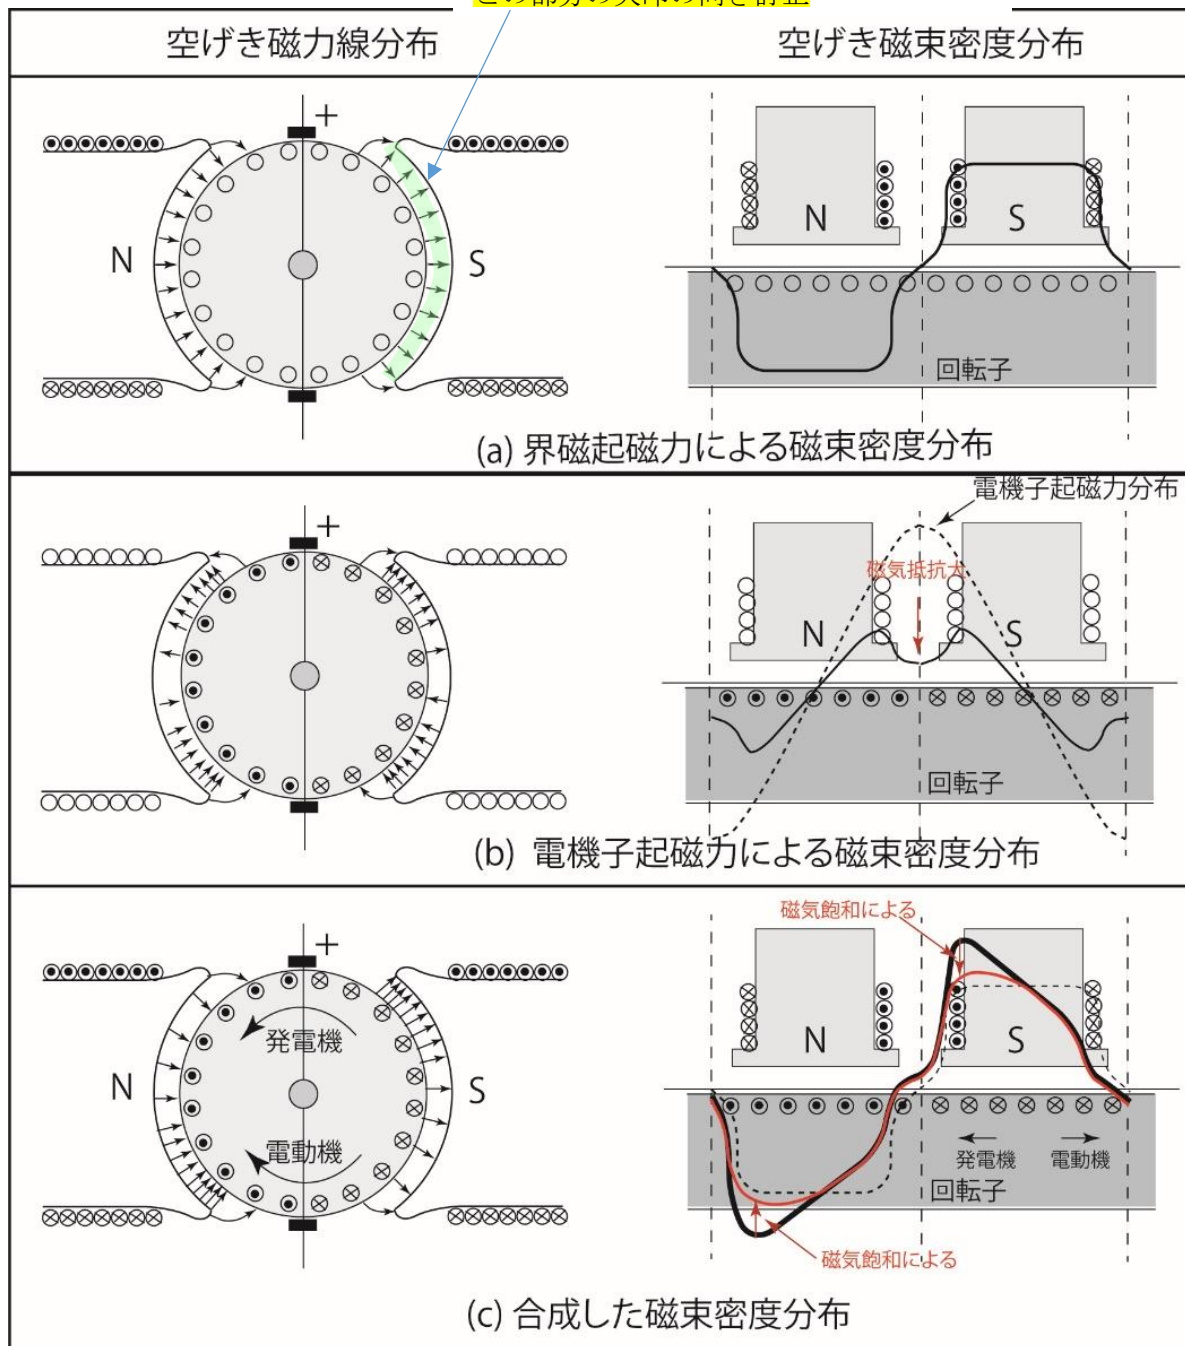 空げき磁力線分布
空げき磁束密度分布
+
N
S
N
S
回転子
(a) 界磁起磁力による磁束密度分布
電機子起磁力分布
+
磁気抵抗大
N
S
回転子
(b) 電機子起磁力による磁束密度分布
磁気飽和による
+
発電機
N
S
電動機
N
S
発電機
電動機
回転子
磁気飽和による
(c) 合成した磁束密度分布